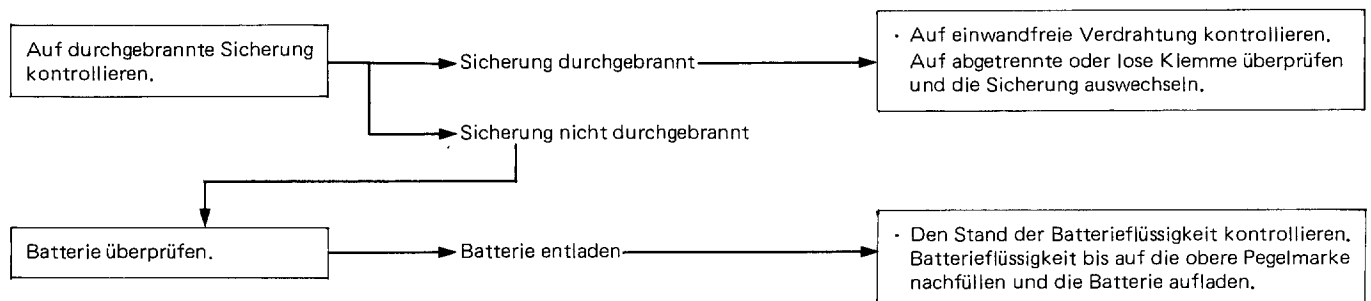 Auf durchgebrannte Sicherung
kontrollieren.
Sicherung durchgebrannt
· Auf einwandfreie Verdrahtung kontrollieren.
Auf abgetrennte oder lose Klemme überprüfen
und die Sicherung auswechseln.
Sicherung nicht durchgebrannt
Batterie überprüfen.
Batterie entladen
· Den Stand der Batterieflüssigkeit kontrollieren.
Batterieflüssigkeit bis auf die obere Pegelmarke
nachfüllen und die Batterie aufladen.